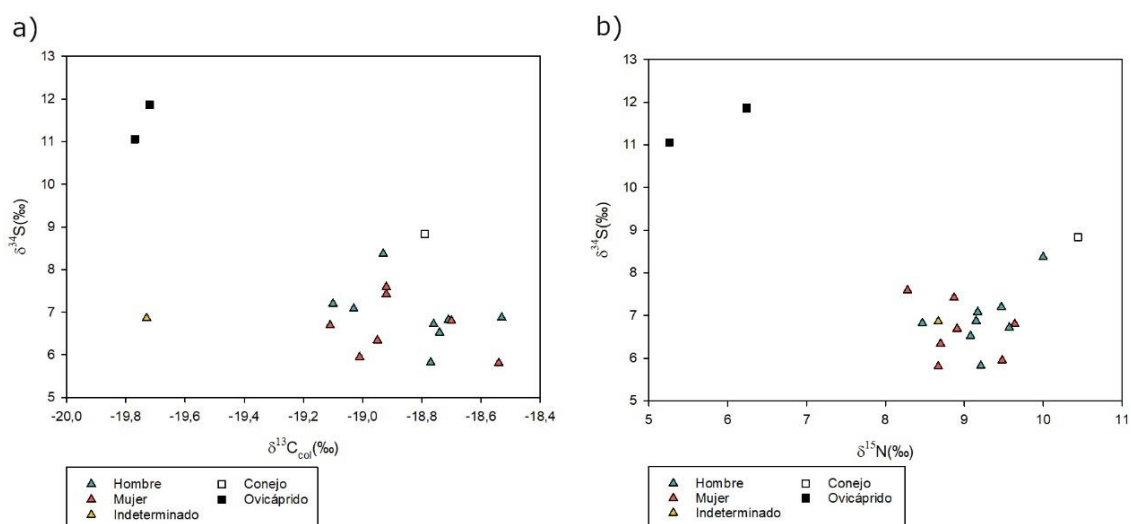 a)
13
12
11
10
9
8
7
6
5
δ³⁴S(‰)
-20,0 -19,8 -19,6 -19,4 -19,2 -19,0 -18,8 -18,6 -18,4
δ¹³C_col(‰)
Hombre Conejo
Mujer Ovicáprido
Indeterminado
b)
13
12
11
10
9
8
7
6
5
δ³⁴S(‰)
5 6 7 8 9 10 11
δ¹⁵N(‰)
Hombre Conejo
Mujer Ovicáprido
Indeterminado